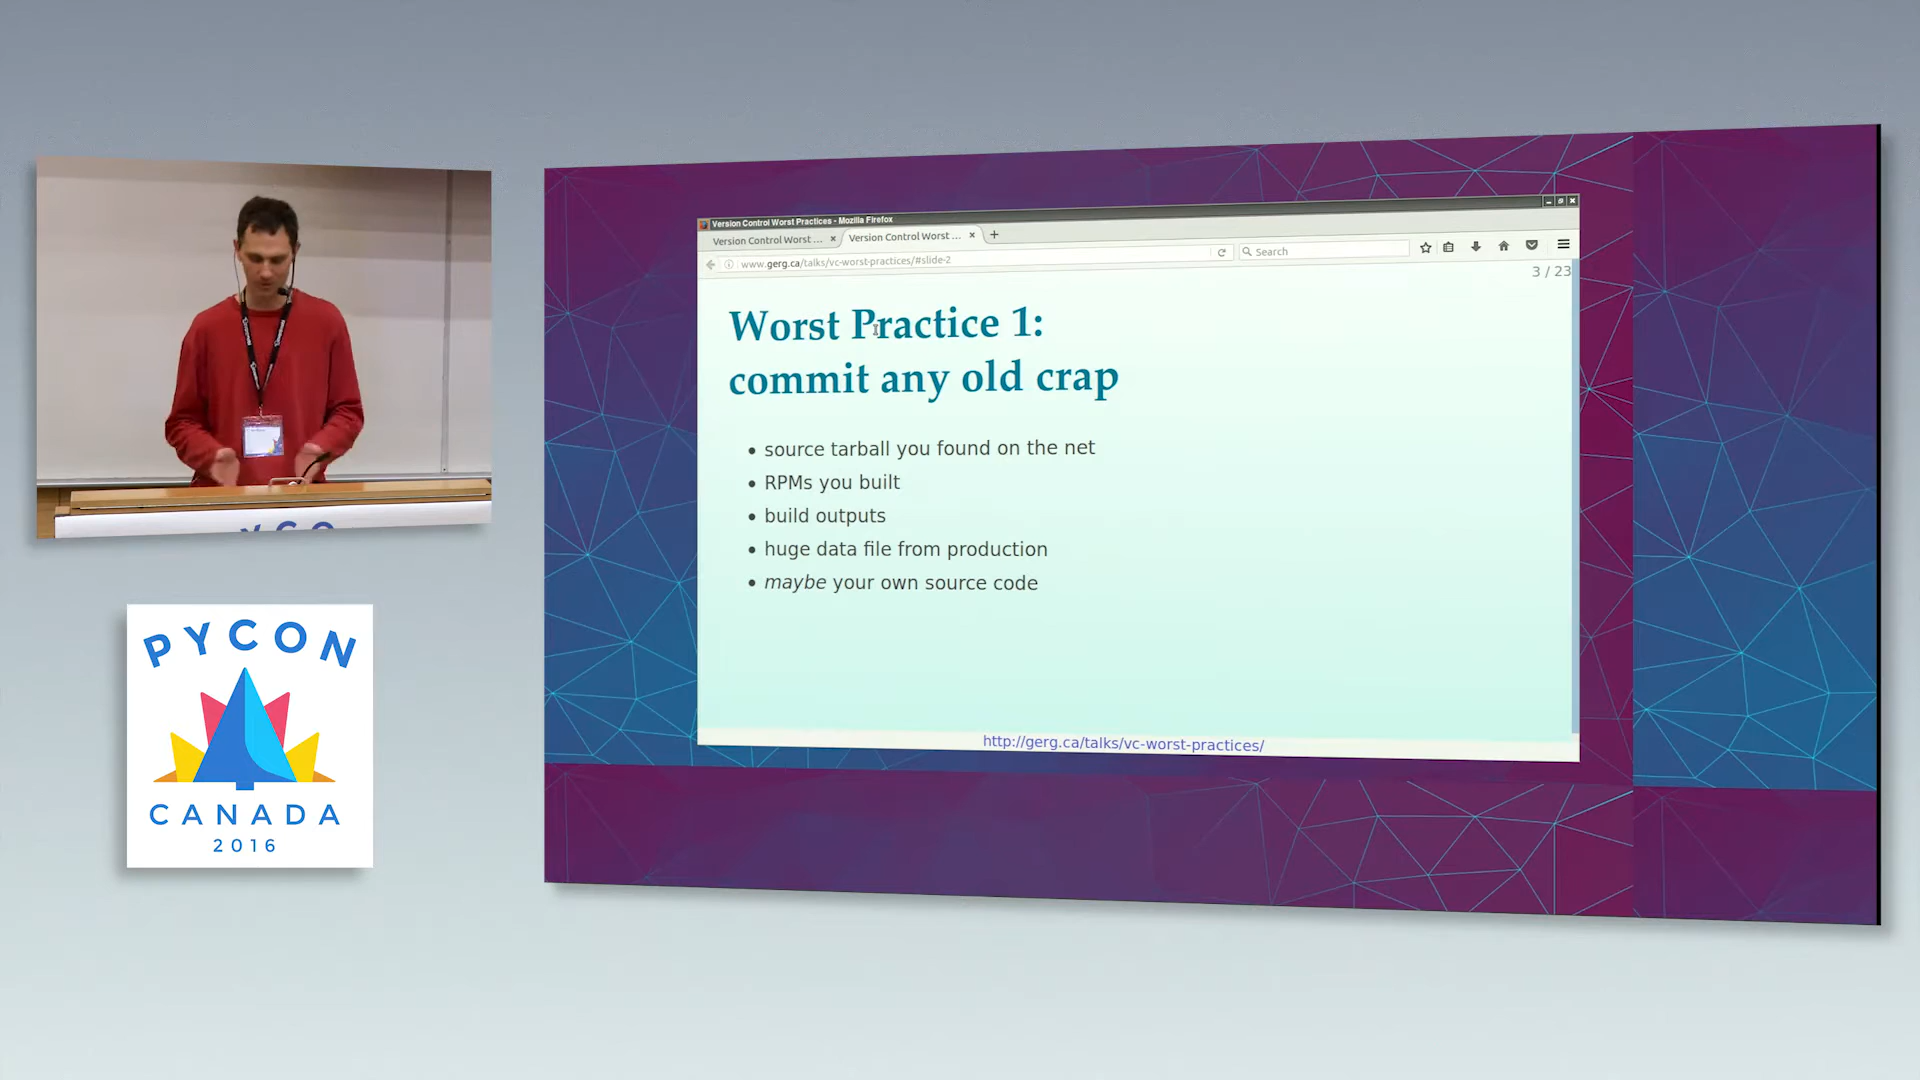 Version Control Worst Practices - Mozilla Firefox
Version Control Worst ...
Version Control Worst ...
www.gerg.ca/talks/vc-worst-practices/#slide-2
Search
3 / 23
Worst Practice 1:
commit any old crap
• source tarball you found on the net
• RPMs you built
• build outputs
• huge data file from production
• maybe your own source code
http://gerg.ca/talks/vc-worst-practices/
PYCO
PYCON
CANADA
2016